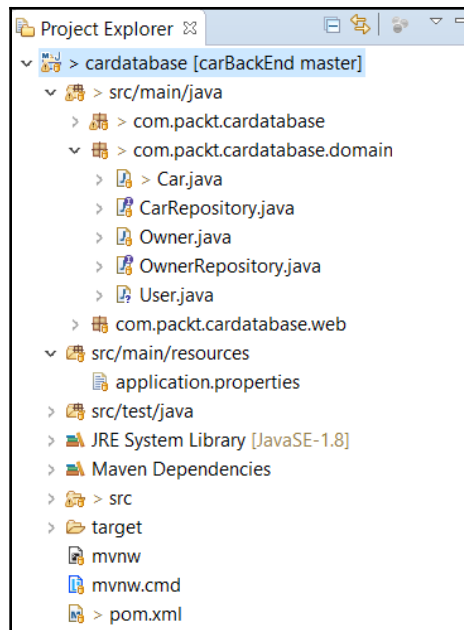 Project Explorer
> cardatabase [carBackEnd master]
> src/main/java
> com.packt.cardatabase
> com.packt.cardatabase.domain
> Car.java
CarRepository.java
Owner.java
OwnerRepository.java
User.java
com.packt.cardatabase.web
src/main/resources
application.properties
src/test/java
JRE System Library [JavaSE-1.8]
Maven Dependencies
> src
target
mvnw
mvnw.cmd
> pom.xml